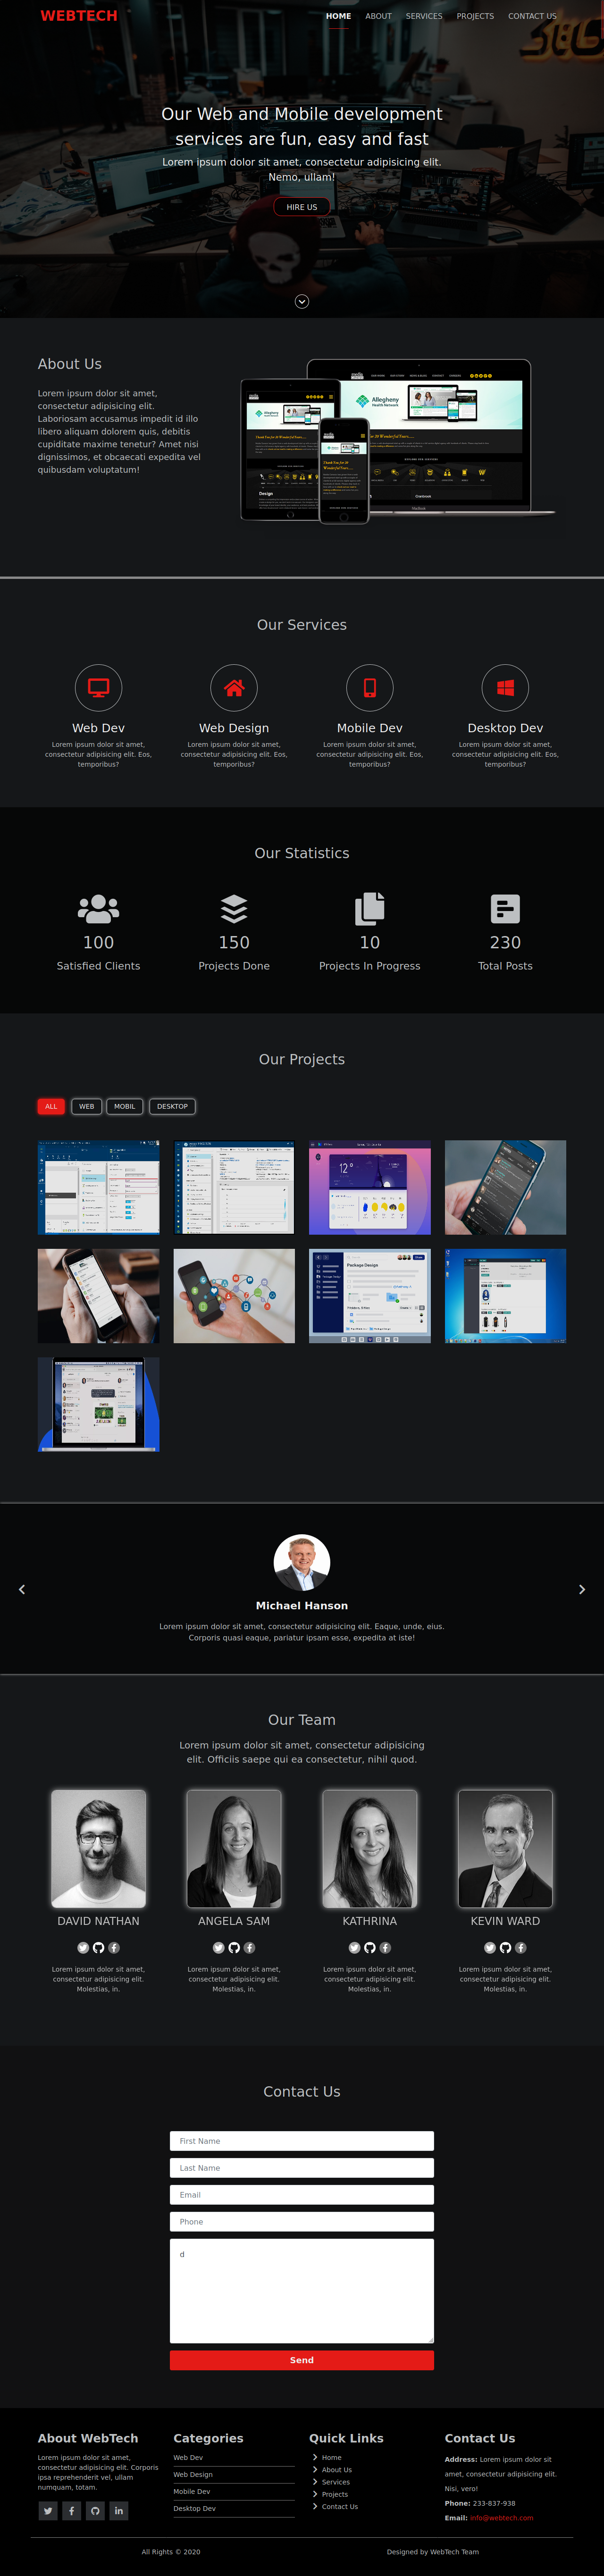 WEBTECH
HOME ABOUT SERVICES PROJECTS CONTACT US
Our Web and Mobile development
services are fun, easy and fast
Lorem ipsum dolor sit amet, consectetur adipisicing elit.
Nemo, ullam!
HIRE US
About Us
Lorem ipsum dolor sit amet,
consectetur adipisicing elit.
Laboriosam accusamus impedit id illo
libero aliquam dolorem quis, debitis
cupiditate maxime tenetur? Amet nisi
dignissimos, et obcaecati expedita vel
quibusdam voluptatum!
Allegheny
Health Network
Our Services
Web Dev
Lorem ipsum dolor sit amet,
consectetur adipisicing elit. Eos,
temporibus?
Web Design
Lorem ipsum dolor sit amet,
consectetur adipisicing elit. Eos,
temporibus?
Mobile Dev
Lorem ipsum dolor sit amet,
consectetur adipisicing elit. Eos,
temporibus?
Desktop Dev
Lorem ipsum dolor sit amet,
consectetur adipisicing elit. Eos,
temporibus?
Our Statistics
100
Satisfied Clients
150
Projects Done
10
Projects In Progress
230
Total Posts
Our Projects
ALL WEB MOBIL DESKTOP
Package Design
Michael Hanson
Lorem ipsum dolor sit amet, consectetur adipisicing elit. Eaque, unde, eius.
Corporis quasi eaque, pariatur ipsam esse, expedita at iste!
Our Team
Lorem ipsum dolor sit amet, consectetur adipisicing
elit. Officiis saepe qui ea consectetur, nihil quod.
DAVID NATHAN
Lorem ipsum dolor sit amet,
consectetur adipisicing elit.
Molestias, in.
ANGELA SAM
Lorem ipsum dolor sit amet,
consectetur adipisicing elit.
Molestias, in.
KATHRINA
Lorem ipsum dolor sit amet,
consectetur adipisicing elit.
Molestias, in.
KEVIN WARD
Lorem ipsum dolor sit amet,
consectetur adipisicing elit.
Molestias, in.
Contact Us
First Name
Last Name
Email
Phone
d
Send
About WebTech
Lorem ipsum dolor sit amet,
consectetur adipisicing elit. Corporis
ipsa reprehenderit vel, ullam
numquam, totam.
Categories
Web Dev
Web Design
Mobile Dev
Desktop Dev
Quick Links
Home
About Us
Services
Projects
Contact Us
Contact Us
Address: Lorem ipsum dolor sit
amet, consectetur adipisicing elit.
Nisi, vero!
Phone: 233-837-938
Email: info@webtech.com
All Rights © 2020
Designed by WebTech Team